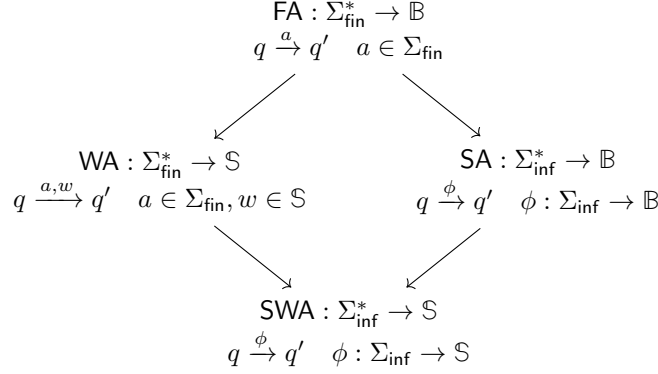 FA : Σ*_fin → 𝔹
q —a→ q′ a ∈ Σ_fin
WA : Σ*_fin → 𝕊
q —a,w→ q′ a ∈ Σ_fin, w ∈ 𝕊
SA : Σ*_inf → 𝔹
q —ϕ→ q′ ϕ : Σ_inf → 𝔹
SWA : Σ*_inf → 𝕊
q —ϕ→ q′ ϕ : Σ_inf → 𝕊